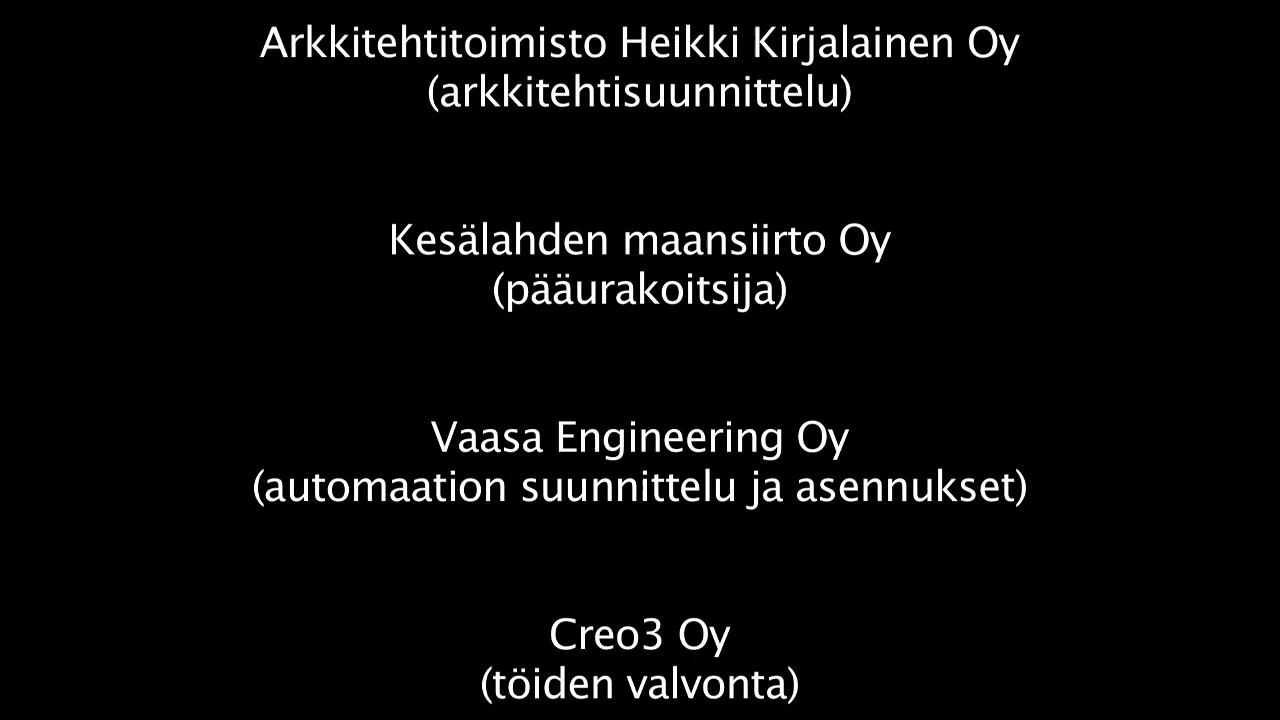 Arkkitehtitoimisto Heikki Kirjalainen Oy
(arkkitehtisuunnittelu)
Kesälahden maansiirto Oy
(pääurakoitsija)
Vaasa Engineering Oy
(automaation suunnittelu ja asennukset)
Creo3 Oy
(töiden valvonta)